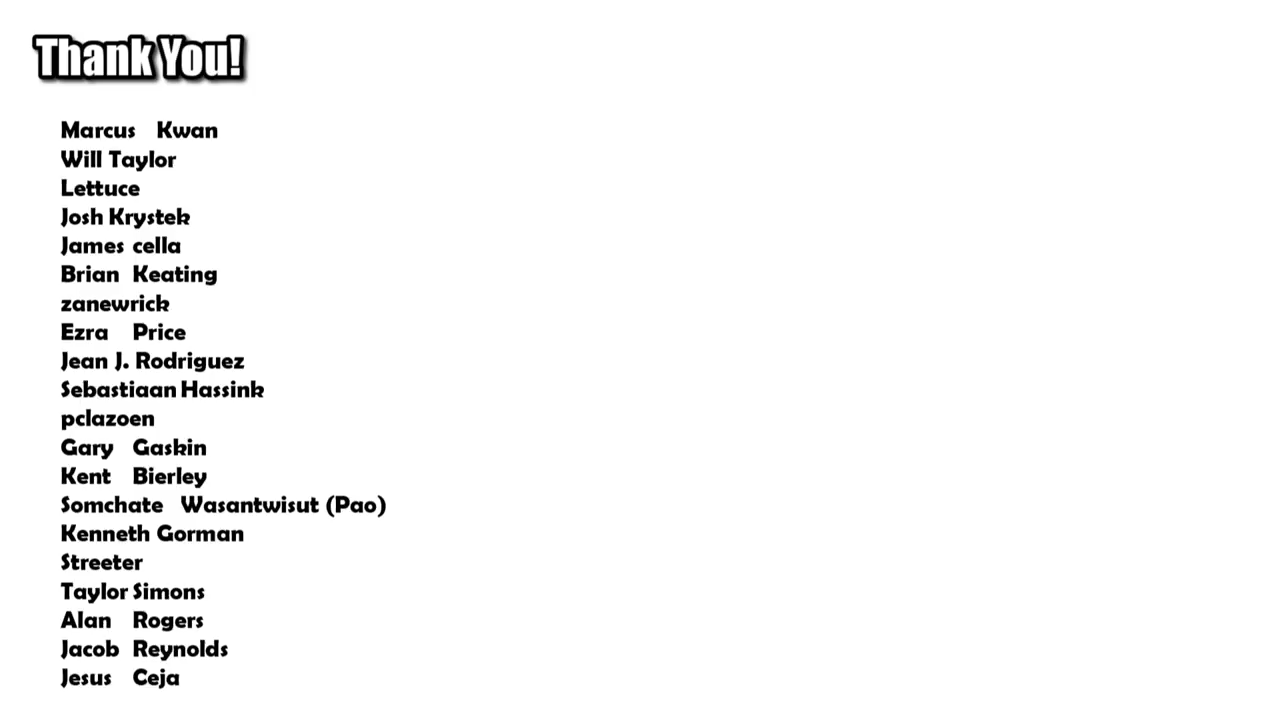 Thank You!
Marcus Kwan
Will Taylor
Lettuce
Josh Krystek
James cella
Brian Keating
zanewrick
Ezra Price
Jean J. Rodriguez
Sebastiaan Hassink
pclazoen
Gary Gaskin
Kent Bierley
Somchate Wasantwisut (Pao)
Kenneth Gorman
Streeter
Taylor Simons
Alan Rogers
Jacob Reynolds
Jesus Ceja